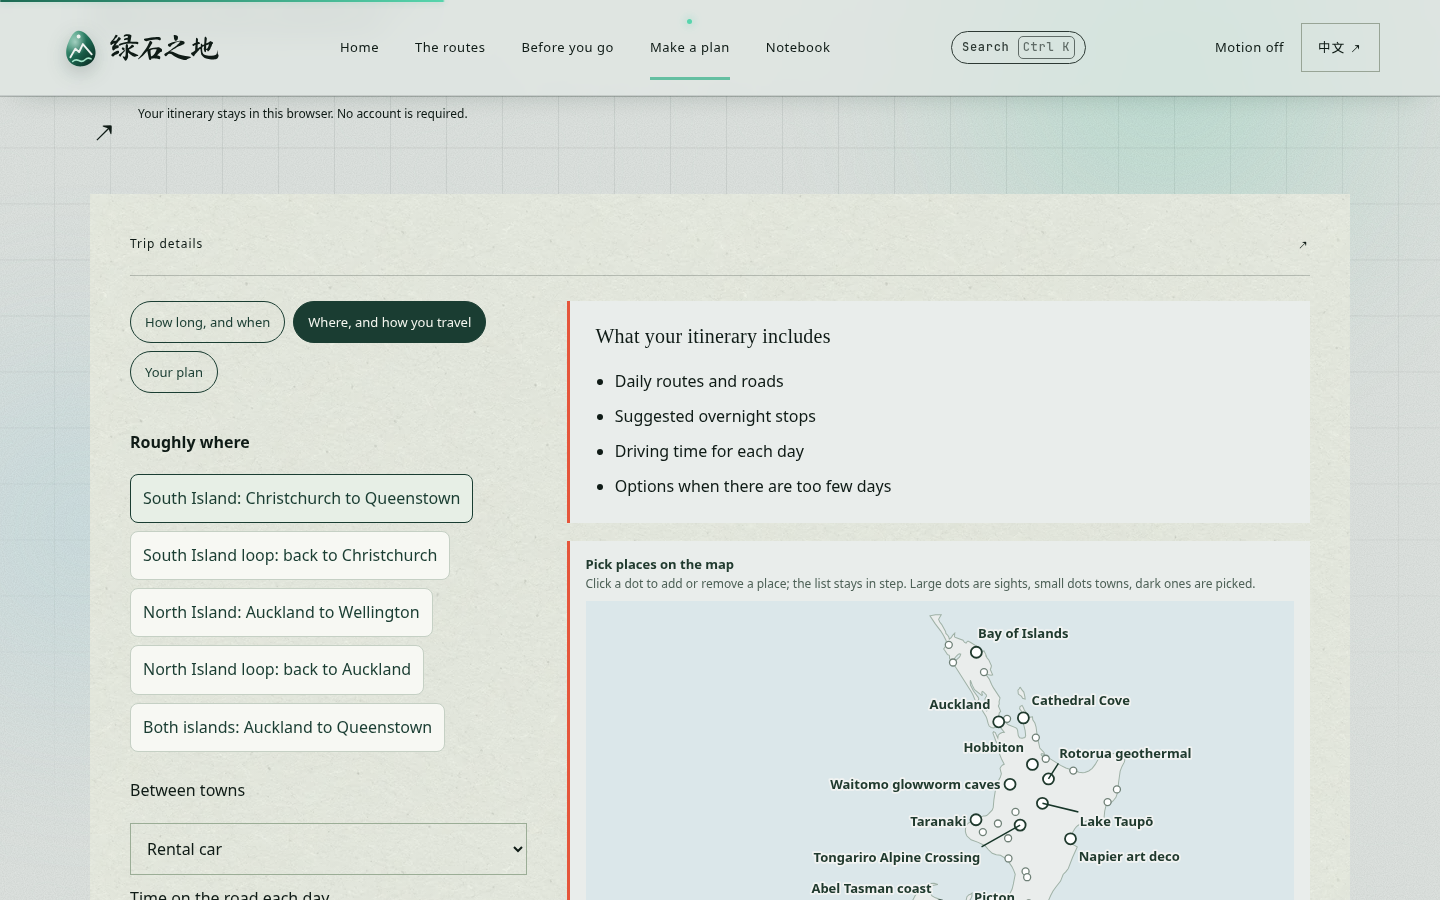 绿石之地
Home
The routes
Before you go
Make a plan
Notebook
Search Ctrl K
Motion off
中文 ↗
Your itinerary stays in this browser. No account is required.
↗
Trip details
↗
How long, and when
Where, and how you travel
Your plan
Roughly where
South Island: Christchurch to Queenstown
South Island loop: back to Christchurch
North Island: Auckland to Wellington
North Island loop: back to Auckland
Both islands: Auckland to Queenstown
Between towns
Rental car
Time on the road each day
What your itinerary includes
• Daily routes and roads
• Suggested overnight stops
• Driving time for each day
• Options when there are too few days
Pick places on the map
Click a dot to add or remove a place; the list stays in step. Large dots are sights, small dots towns, dark ones are picked.
Bay of Islands
Auckland
Cathedral Cove
Hobbiton
Rotorua geothermal
Waitomo glowworm caves
Taranaki
Lake Taupō
Tongariro Alpine Crossing
Napier art deco
Abel Tasman coast
Picton